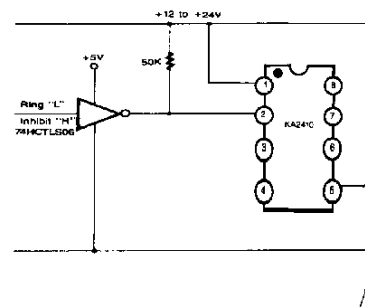 +12 to +24V
+5V
50K
Ring "L"
Inhibit "H"
74HCTLS06
KA2410
1
2
3
4
8
7
6
5